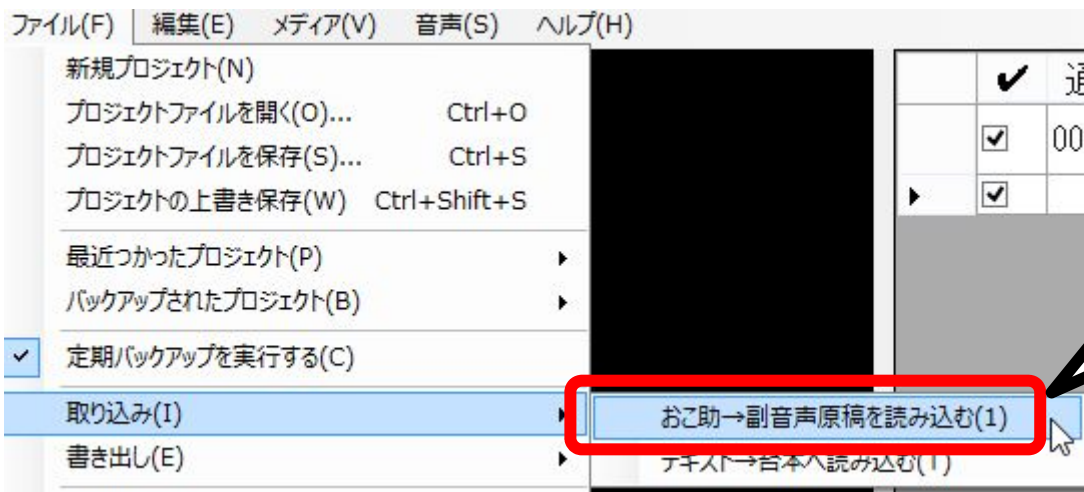 ファイル(F) 編集(E) メディア(V) 音声(S) ヘルプ(H)
新規プロジェクト(N)
プロジェクトファイルを開く(O)... Ctrl+O
プロジェクトファイルを保存(S)... Ctrl+S
プロジェクトの上書き保存(W) Ctrl+Shift+S
最近つかったプロジェクト(P)
バックアップされたプロジェクト(B)
定期バックアップを実行する(C)
取り込み(I)
書き出し(E)
おこ助→副音声原稿を読み込む(1)
テキスト→台本へ読み込む(T)
通
00